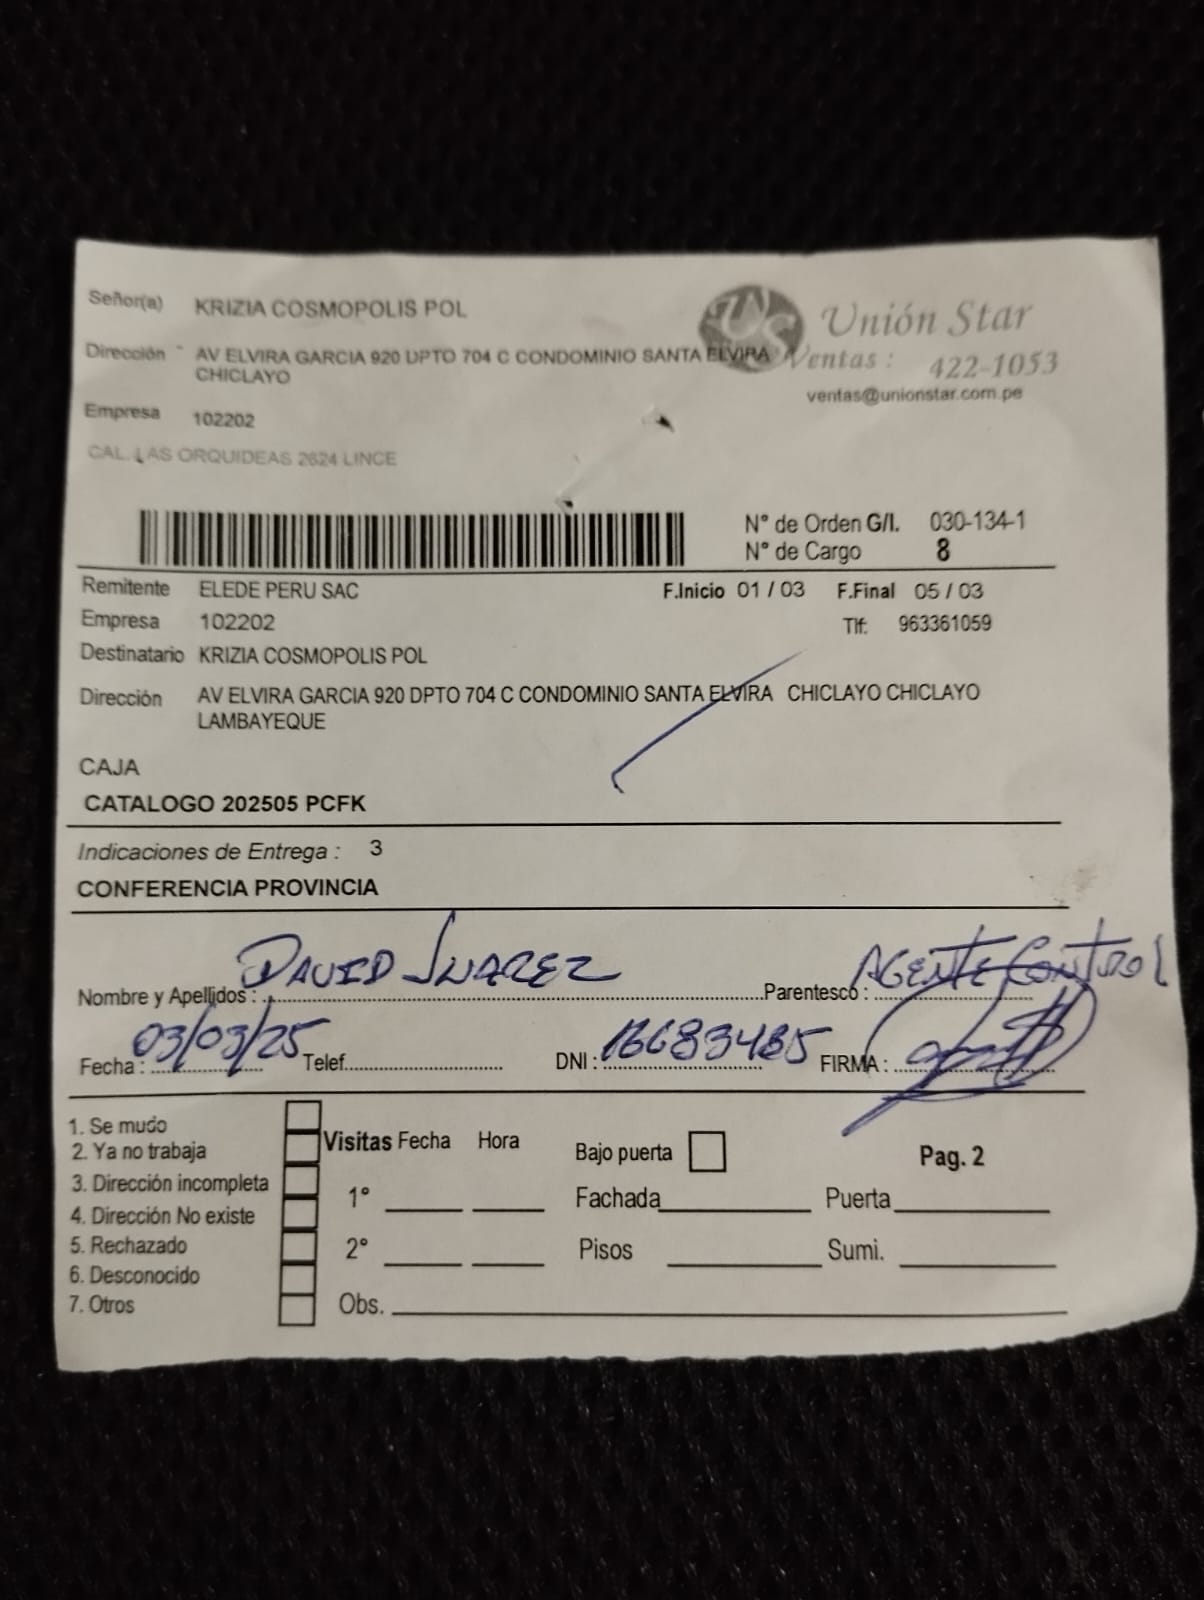 Señor(a) KRIZIA COSMOPOLIS POL
Unión Star
Dirección AV ELVIRA GARCIA 920 DPTO 704 C CONDOMINIO SANTA ELVIRA
CHICLAYO
Ventas : 422-1053
ventas@unionstar.com.pe
Empresa 102202
CAL. LAS ORQUIDEAS 2624 LINCE
N° de Orden G/I. 030-134-1
N° de Cargo 8
Remitente ELEDE PERU SAC F.Inicio 01 / 03 F.Final 05 / 03
Empresa 102202 Tlf: 963361059
Destinatario KRIZIA COSMOPOLIS POL
Dirección AV ELVIRA GARCIA 920 DPTO 704 C CONDOMINIO SANTA ELVIRA CHICLAYO CHICLAYO
LAMBAYEQUE
CAJA
CATALOGO 202505 PCFK
Indicaciones de Entrega : 3
CONFERENCIA PROVINCIA
Nombre y Apellidos : DAVID JUAREZ Parentesco : AGENTE CONTROL
Fecha : 03/03/25 Telef. DNI : 16683485 FIRMA :
1. Se mudo
2. Ya no trabaja
3. Dirección incompleta
4. Dirección No existe
5. Rechazado
6. Desconocido
7. Otros
Visitas Fecha Hora
1°
2°
Obs.
Bajo puerta
Pag. 2
Fachada Puerta
Pisos Sumi.